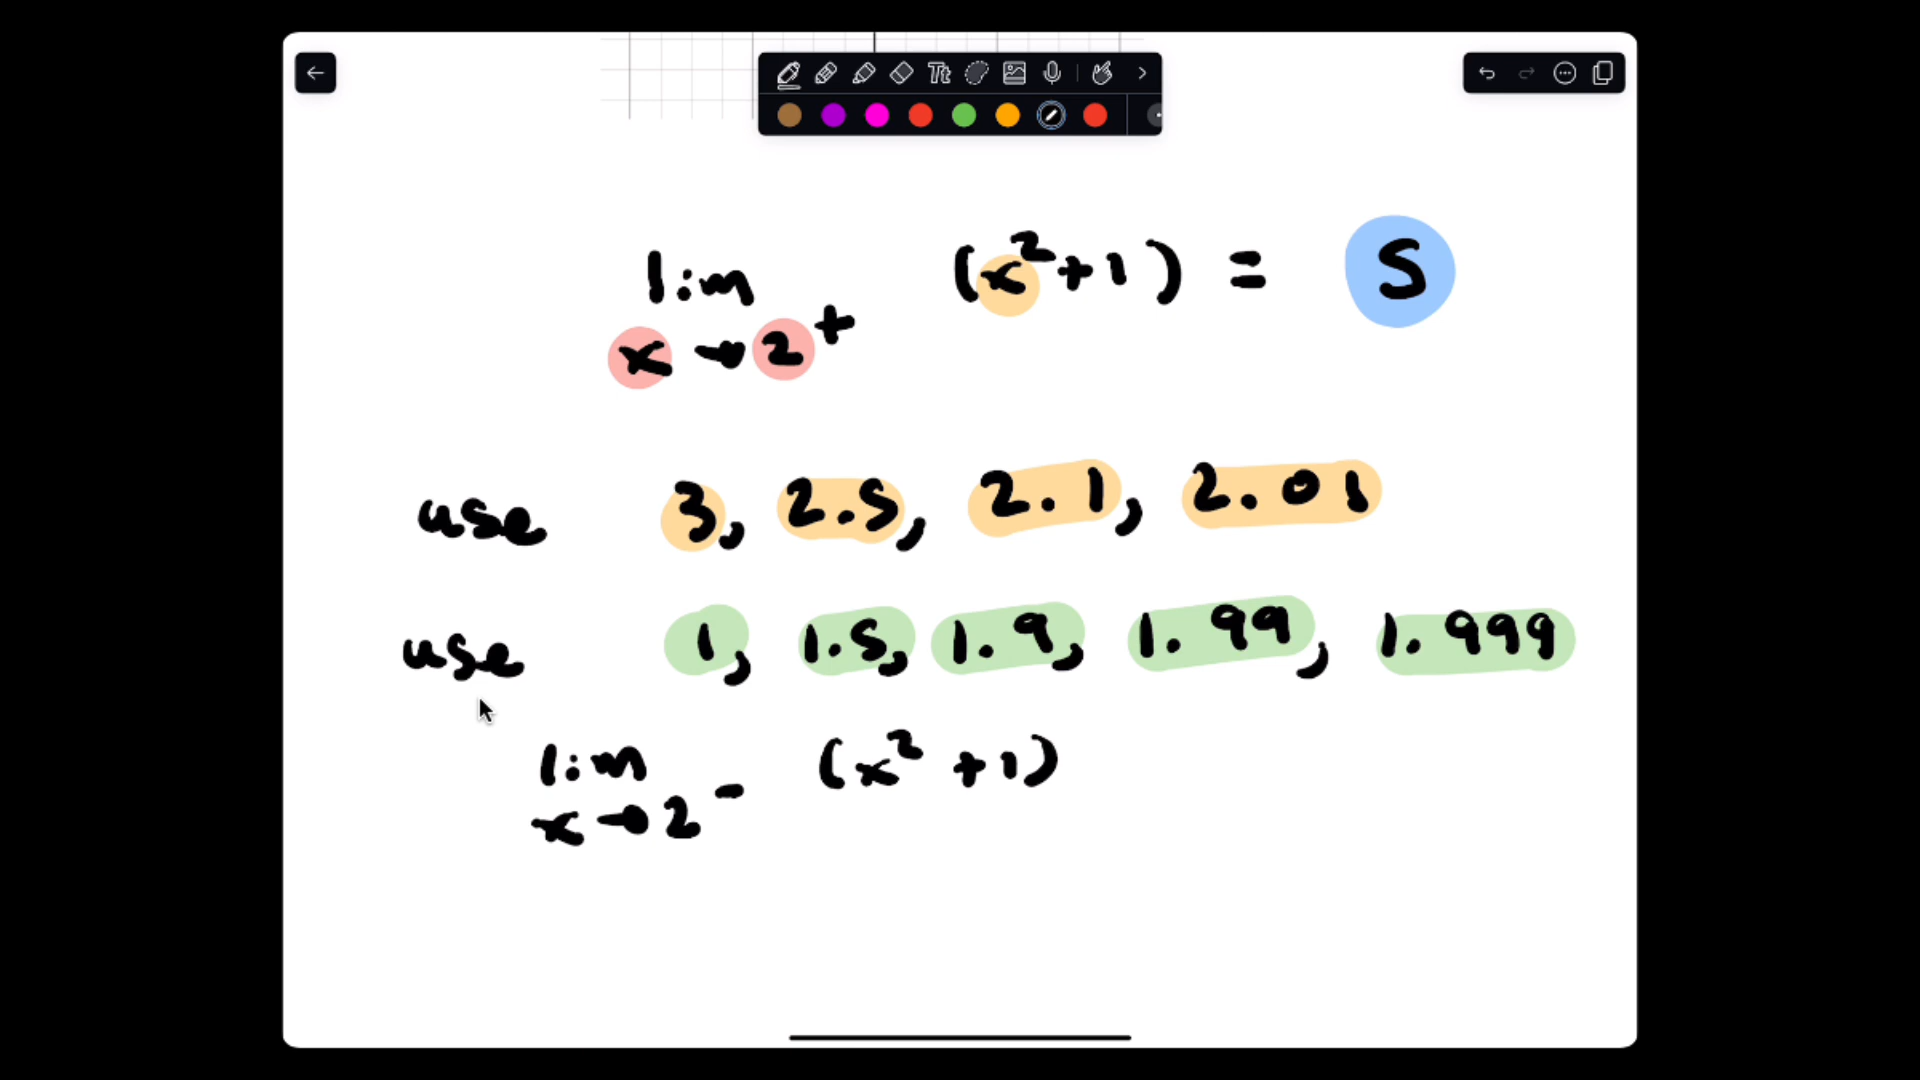 Tt
lim (x²+1) = 5
x→2⁺
use 3, 2.5, 2.1, 2.01
use 1, 1.5, 1.9, 1.99, 1.999
lim (x² +1)
x→2⁻